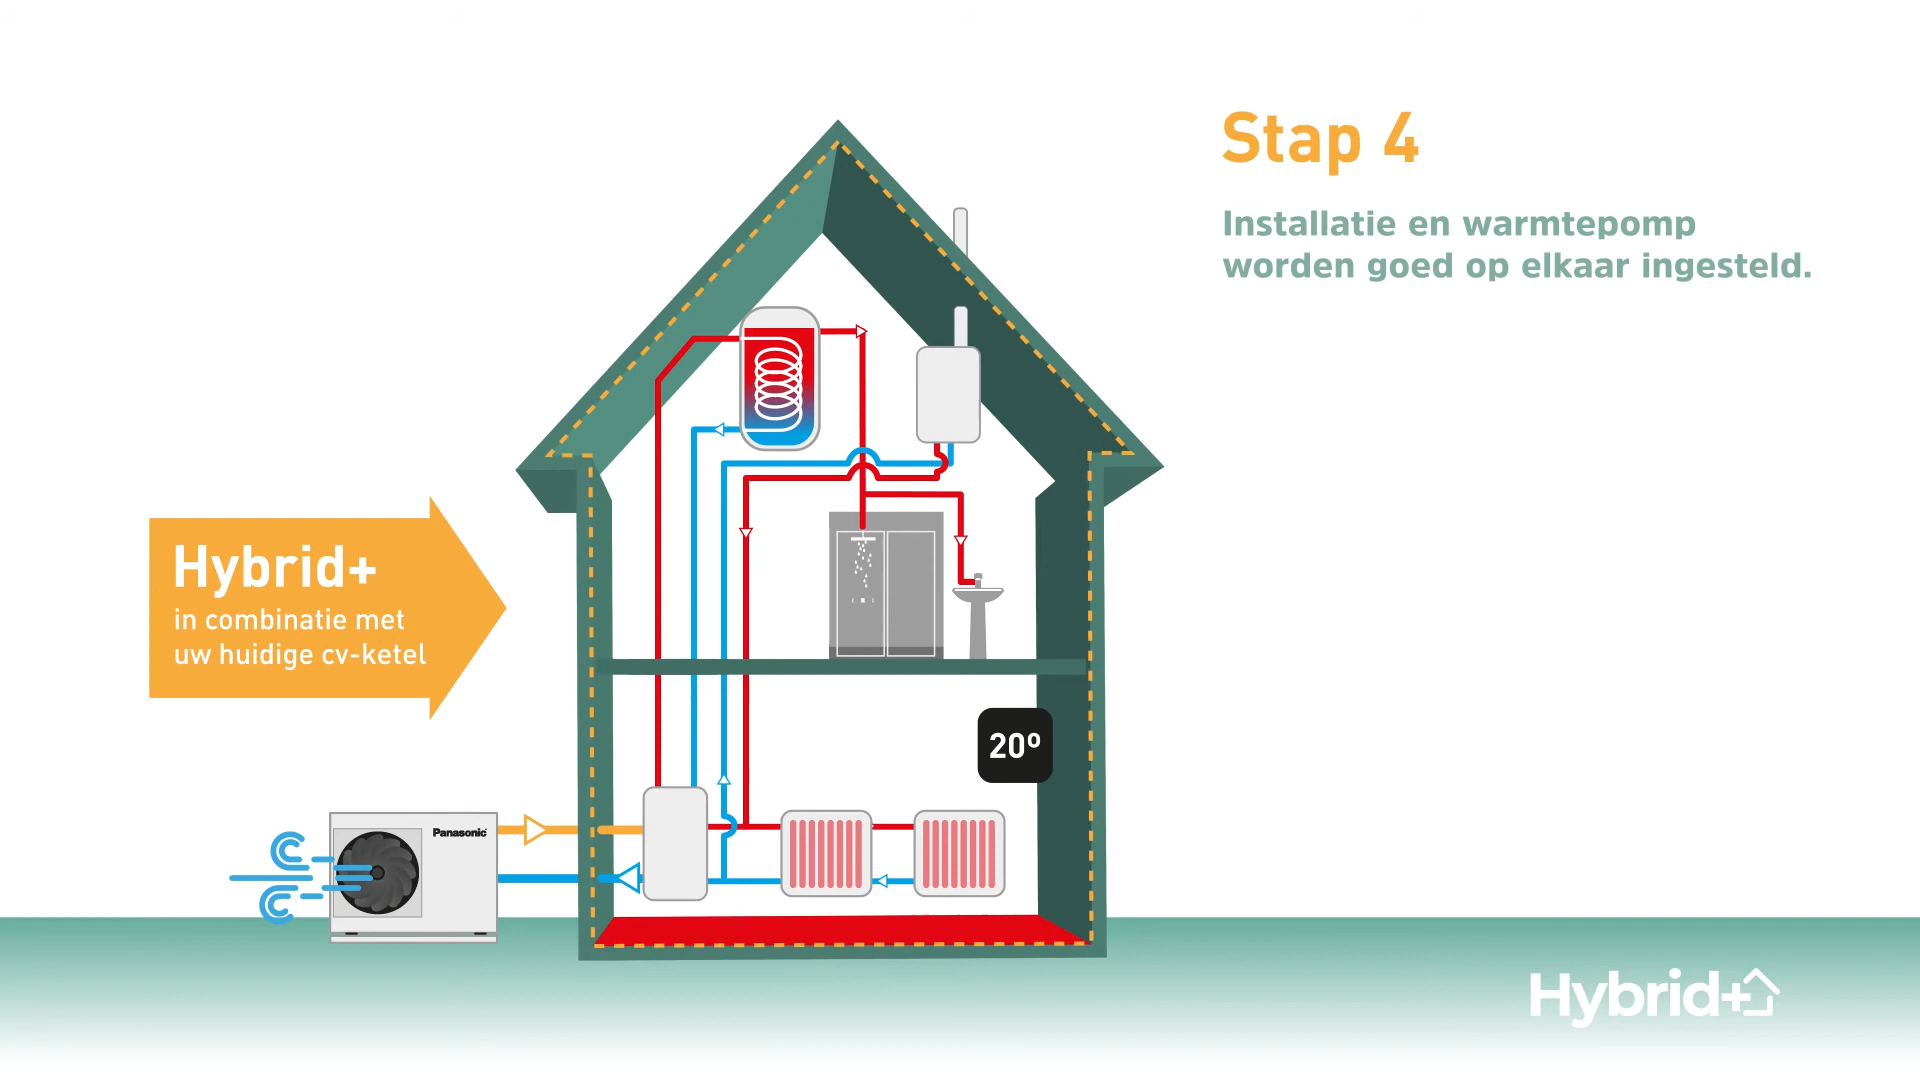 Stap 4
Installatie en warmtepomp
worden goed op elkaar ingesteld.
Hybrid+
in combinatie met
uw huidige cv-ketel
20º
Panasonic
Hybrid+